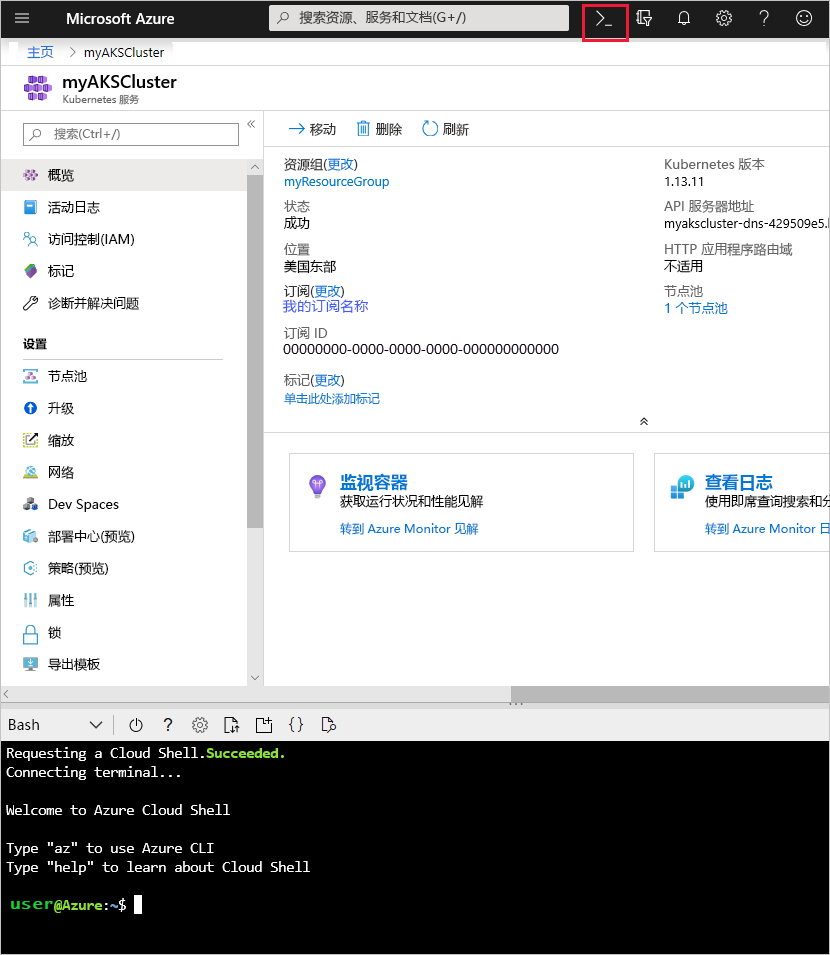 Microsoft Azure
搜索资源、服务和文档(G+/)
主页 > myAKSCluster
myAKSCluster
Kubernetes 服务
搜索(Ctrl+/)
概览
活动日志
访问控制(IAM)
标记
诊断并解决问题
设置
节点池
升级
缩放
网络
Dev Spaces
部署中心(预览)
策略(预览)
属性
锁
导出模板
移动 删除 刷新
资源组(更改)
myResourceGroup
状态
成功
位置
美国东部
订阅(更改)
我的订阅名称
订阅 ID
00000000-0000-0000-0000-000000000000
标记(更改)
单击此处添加标记
Kubernetes 版本
1.13.11
API 服务器地址
myakscluster-dns-429509e5.
HTTP 应用程序路由域
不适用
节点池
1 个节点池
监视容器
获取运行状况和性能见解
转到 Azure Monitor 见解
查看日志
使用即席查询搜索和
转到 Azure Monitor
Bash
Requesting a Cloud Shell.Succeeded.
Connecting terminal...
Welcome to Azure Cloud Shell
Type "az" to use Azure CLI
Type "help" to learn about Cloud Shell
user@Azure:~$